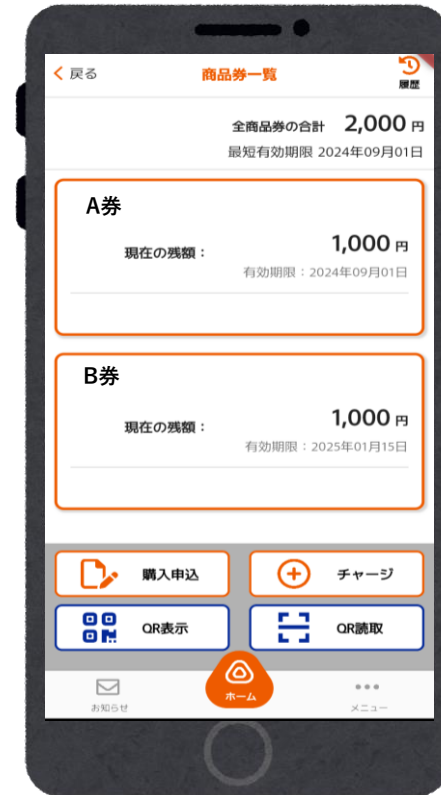 戻る
商品券一覧
履歴
全商品券の合計 2,000 円
最短有効期限 2024年09月01日
A券
現在の残額： 1,000 円
有効期限：2024年09月01日
B券
現在の残額： 1,000 円
有効期限：2025年01月15日
購入申込
チャージ
QR表示
QR読取
お知らせ
ホーム
メニュー